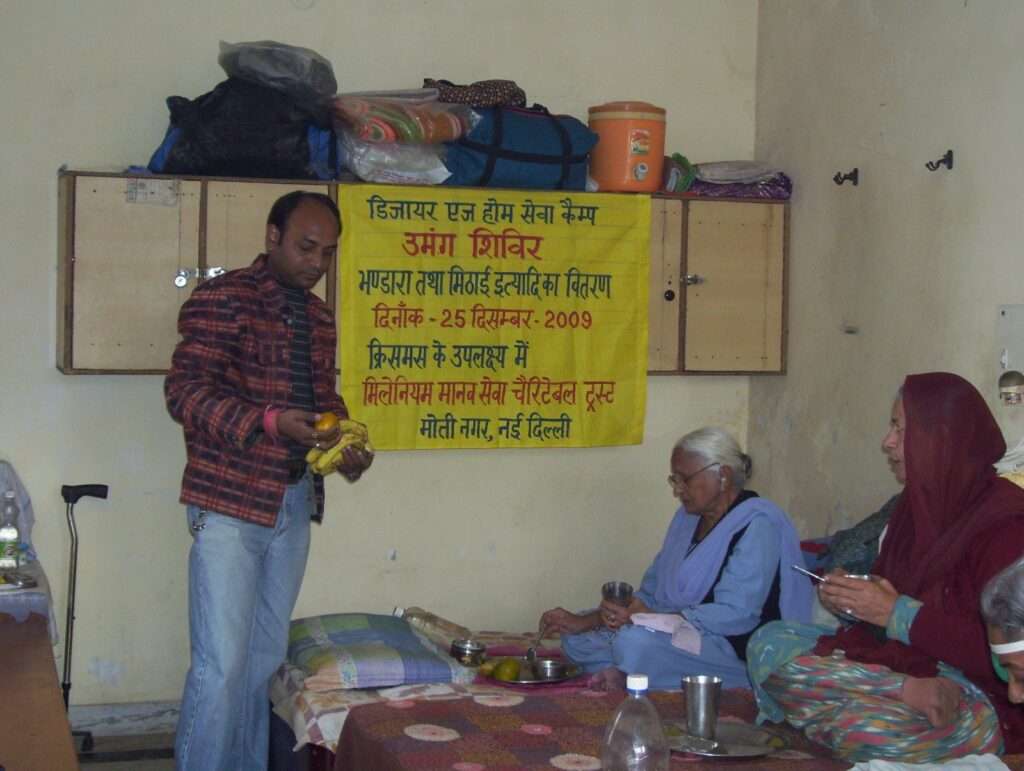 डिजायर एज होम सेवा कैम्प
उमंग शिविर
भण्डारा तथा मिठाई इत्यादि का वितरण
दिनाँक - 25 दिसम्बर - 2009
क्रिसमस के उपलक्ष्य में
मिलेनियम मानव सेवा चैरिटेबल ट्रस्ट
मोती नगर, नई दिल्ली